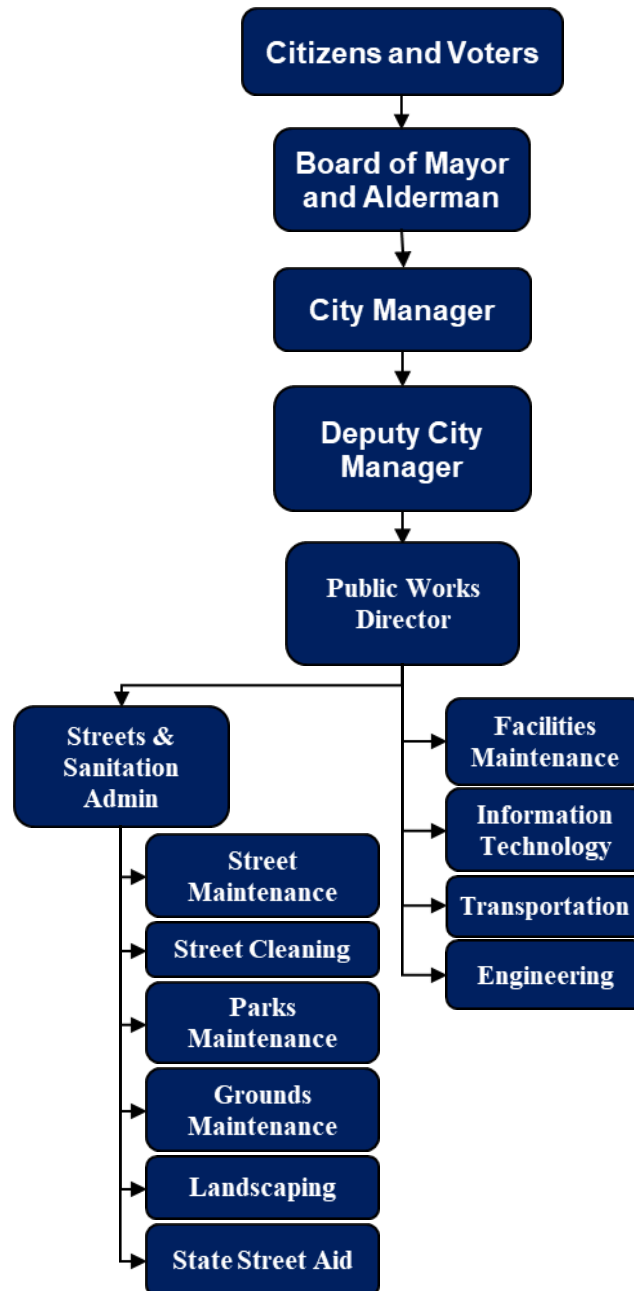 Citizens and Voters
Board of Mayor
and Alderman
City Manager
Deputy City
Manager
Public Works
Director
Streets &
Sanitation
Admin
Street
Maintenance
Street Cleaning
Parks
Maintenance
Grounds
Maintenance
Landscaping
State Street Aid
Facilities
Maintenance
Information
Technology
Transportation
Engineering